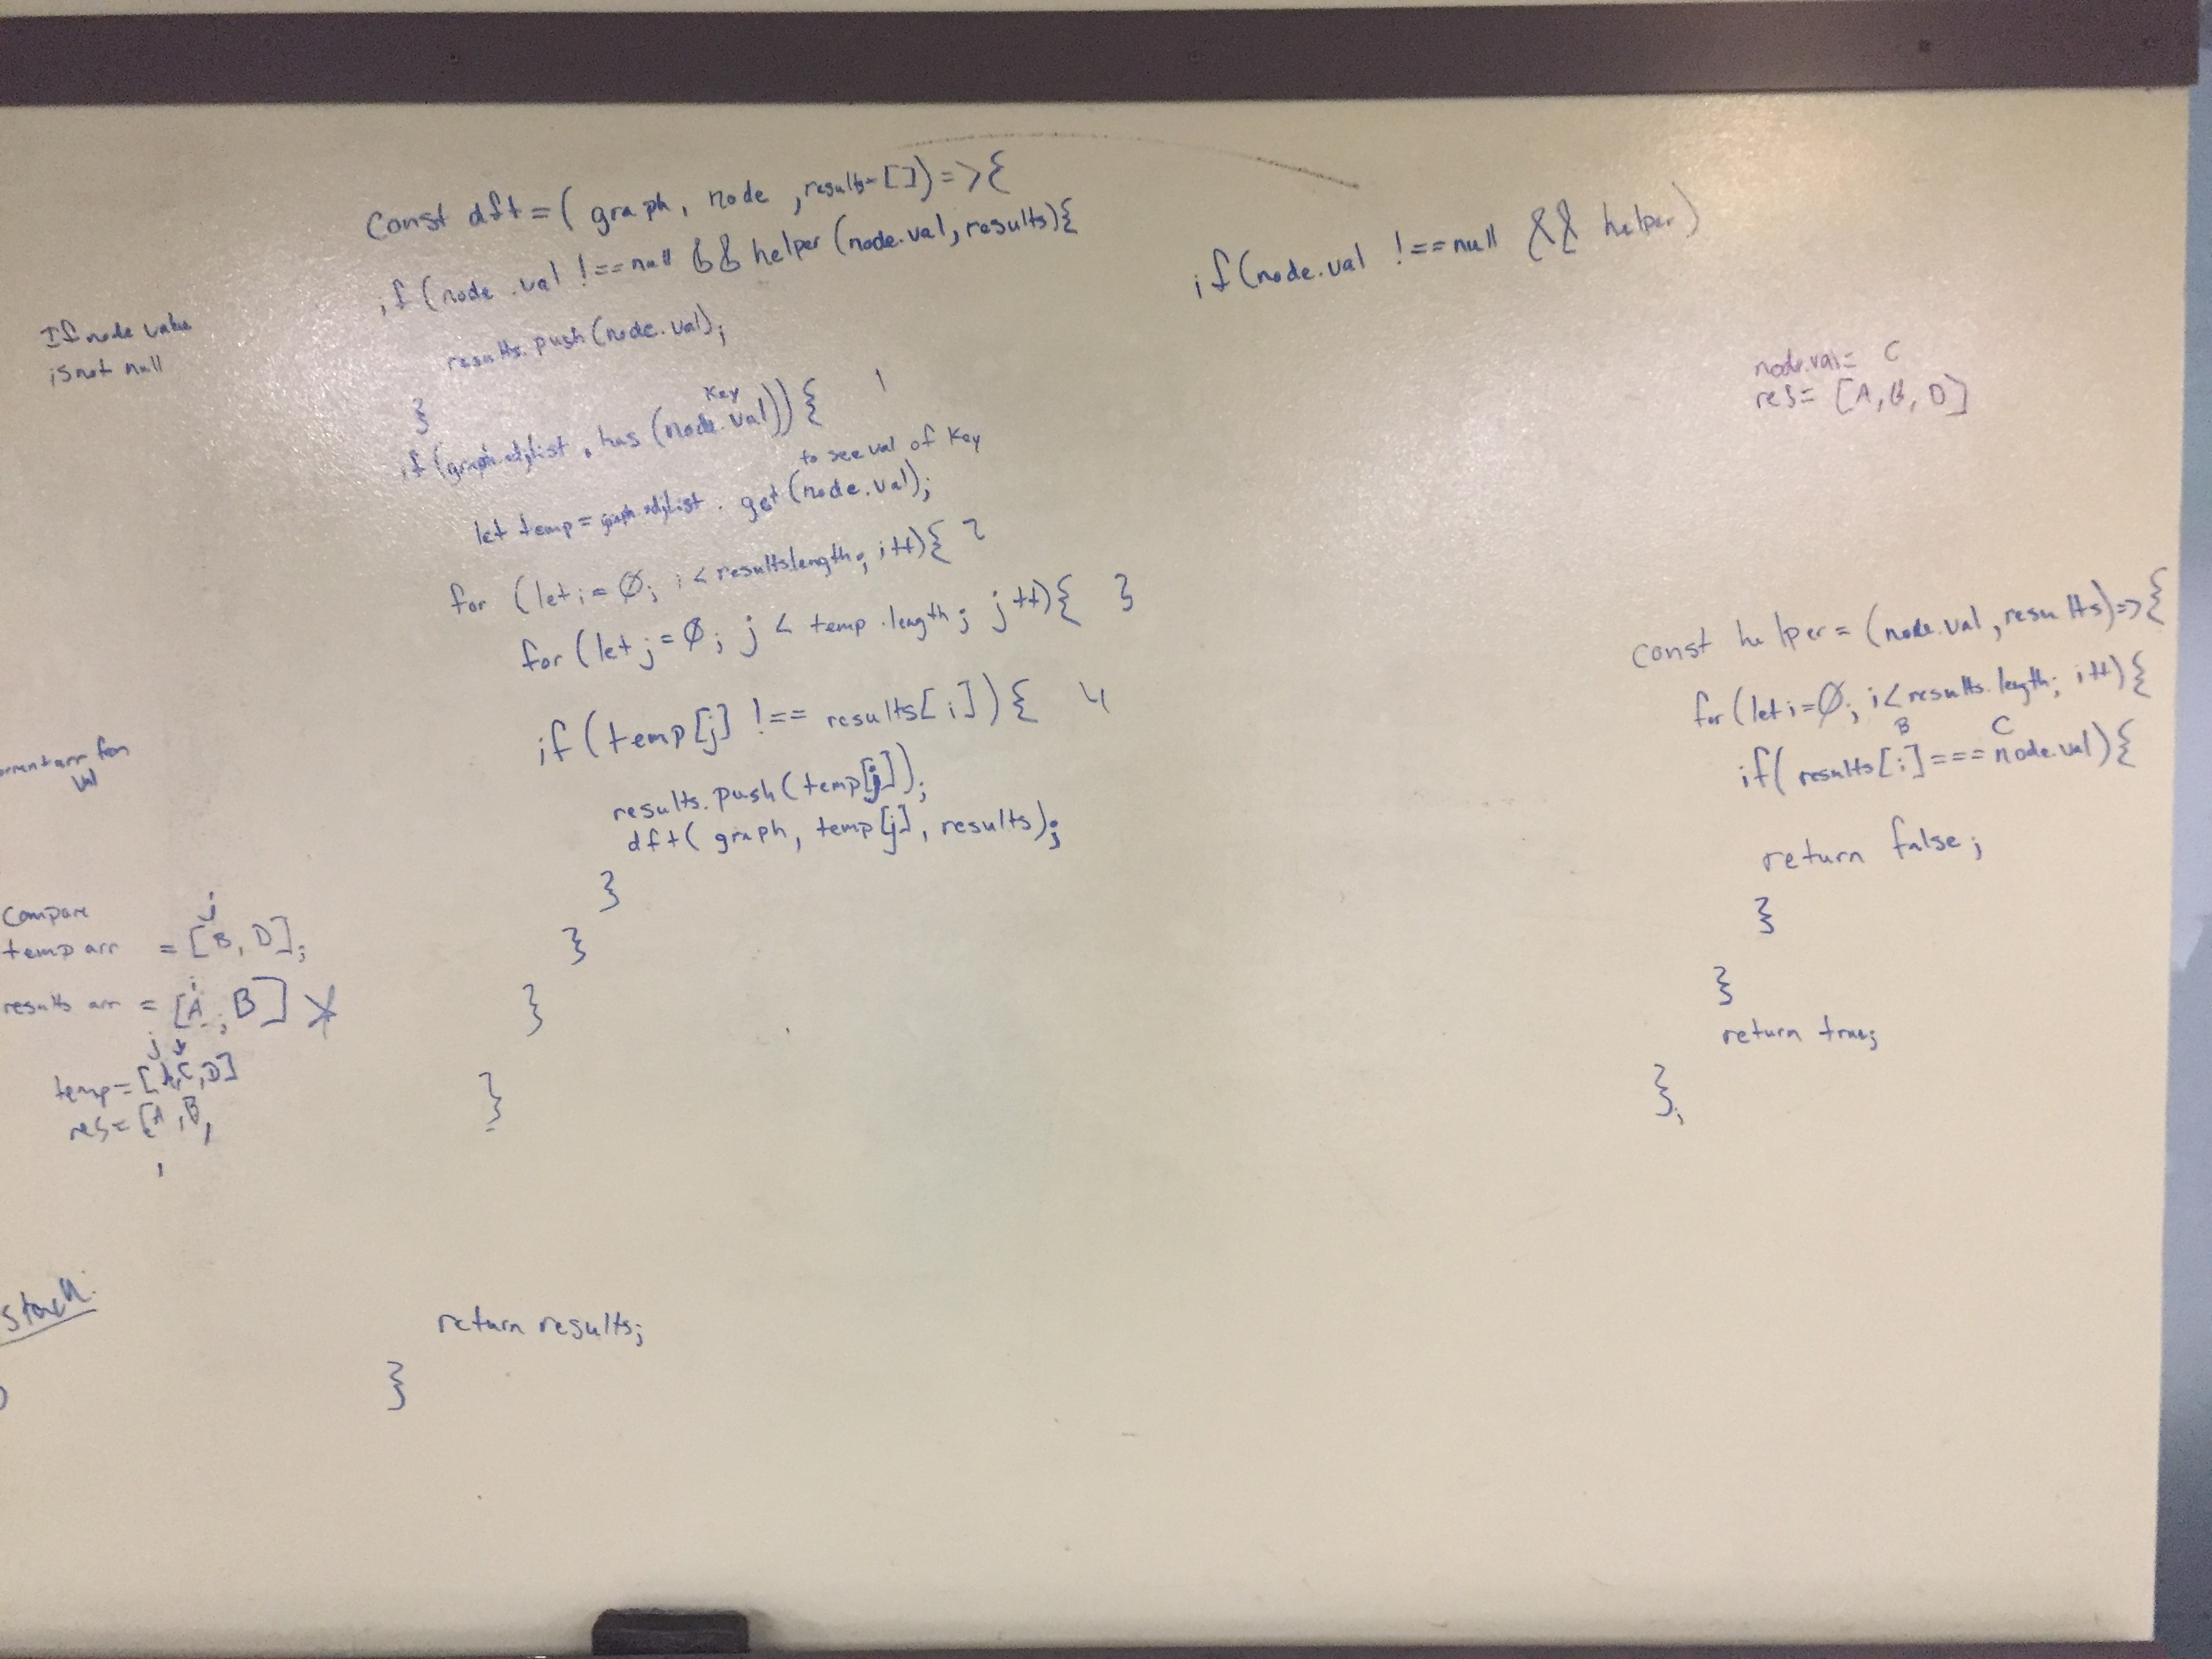 const dft = ( graph, node , results=[]) => {
if (node .val !== null && helper (node.val, results){
results.push(node.val);
}
key
if (graph.adjlist . has (node.val)) { 1
to see val of key
let temp = graph.adjlist . get (node.val);
for (let i = 0; i < resultslength; i++){ 2
for (let j = 0; j < temp .length; j++){ 3
if (temp[j] !== results[i]){ 4
results.push(temp[j]);
dft( graph, temp[j], results);
}
}
}
}
return results;
}
If node value
is not null
arr from
val
Compare
j
temp arr = [B, D];
i
results arr = [A, B]
j
temp= [A,C,D]
res= [A ,B,
stack
if (node.val !== null && helper)
node.val= C
res= [A, B, D]
const helper = (node.val, results)=>{
for (let i=0; i< results.length; i++){
B C
if( results[i]=== node.val){
return false;
}
}
return true;
};